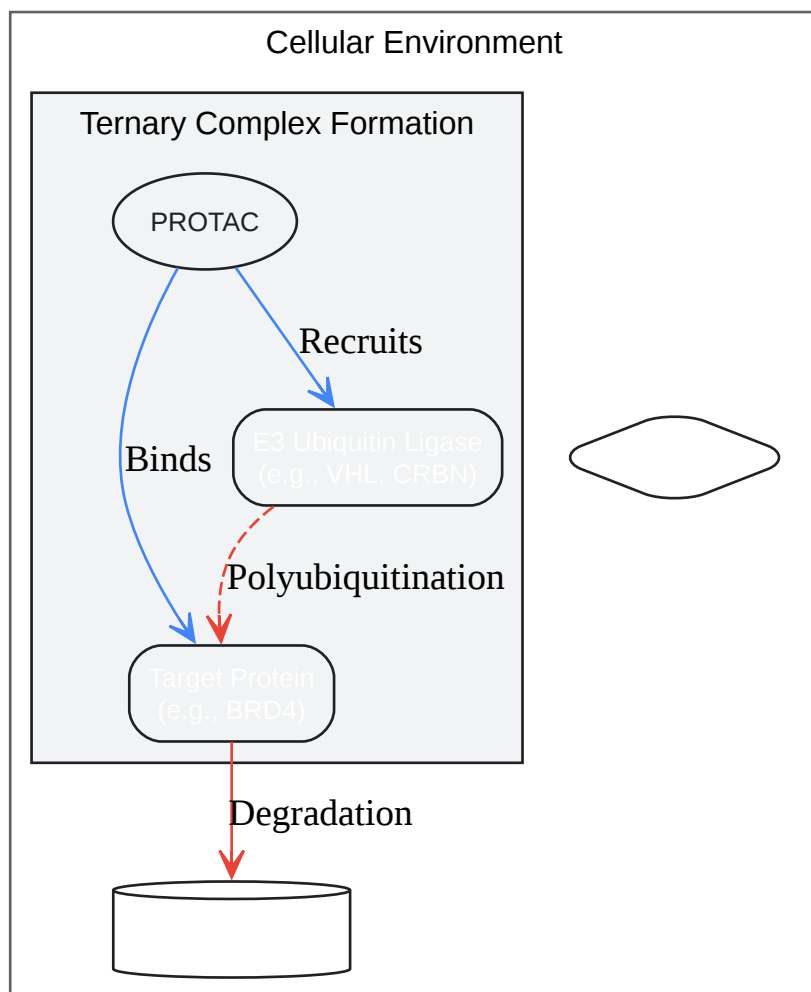 Cellular Environment
Ternary Complex Formation
PROTAC
Recruits
E3 Ubiquitin Ligase
(e.g., VHL, CRBN)
Binds
Polyubiquitination
Target Protein
(e.g., BRD4)
Degradation